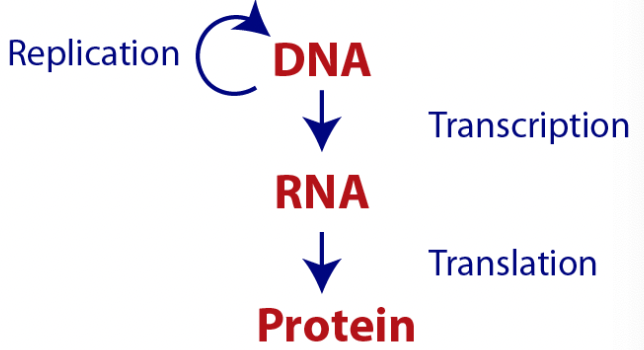 Replication
DNA
Transcription
RNA
Translation
Protein